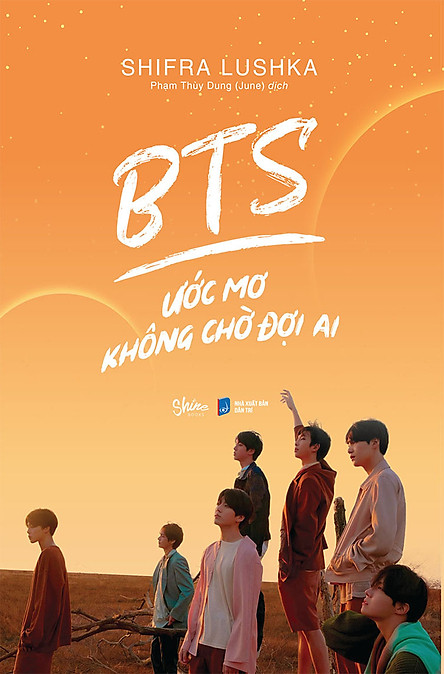 SHIFRA LUSHKA
Phạm Thùy Dung (June) dịch
BTS
ƯỚC MƠ
KHÔNG CHỜ ĐỢI AI
Shine
BOOKS
NHÀ XUẤT BẢN
DÂN TRÍ